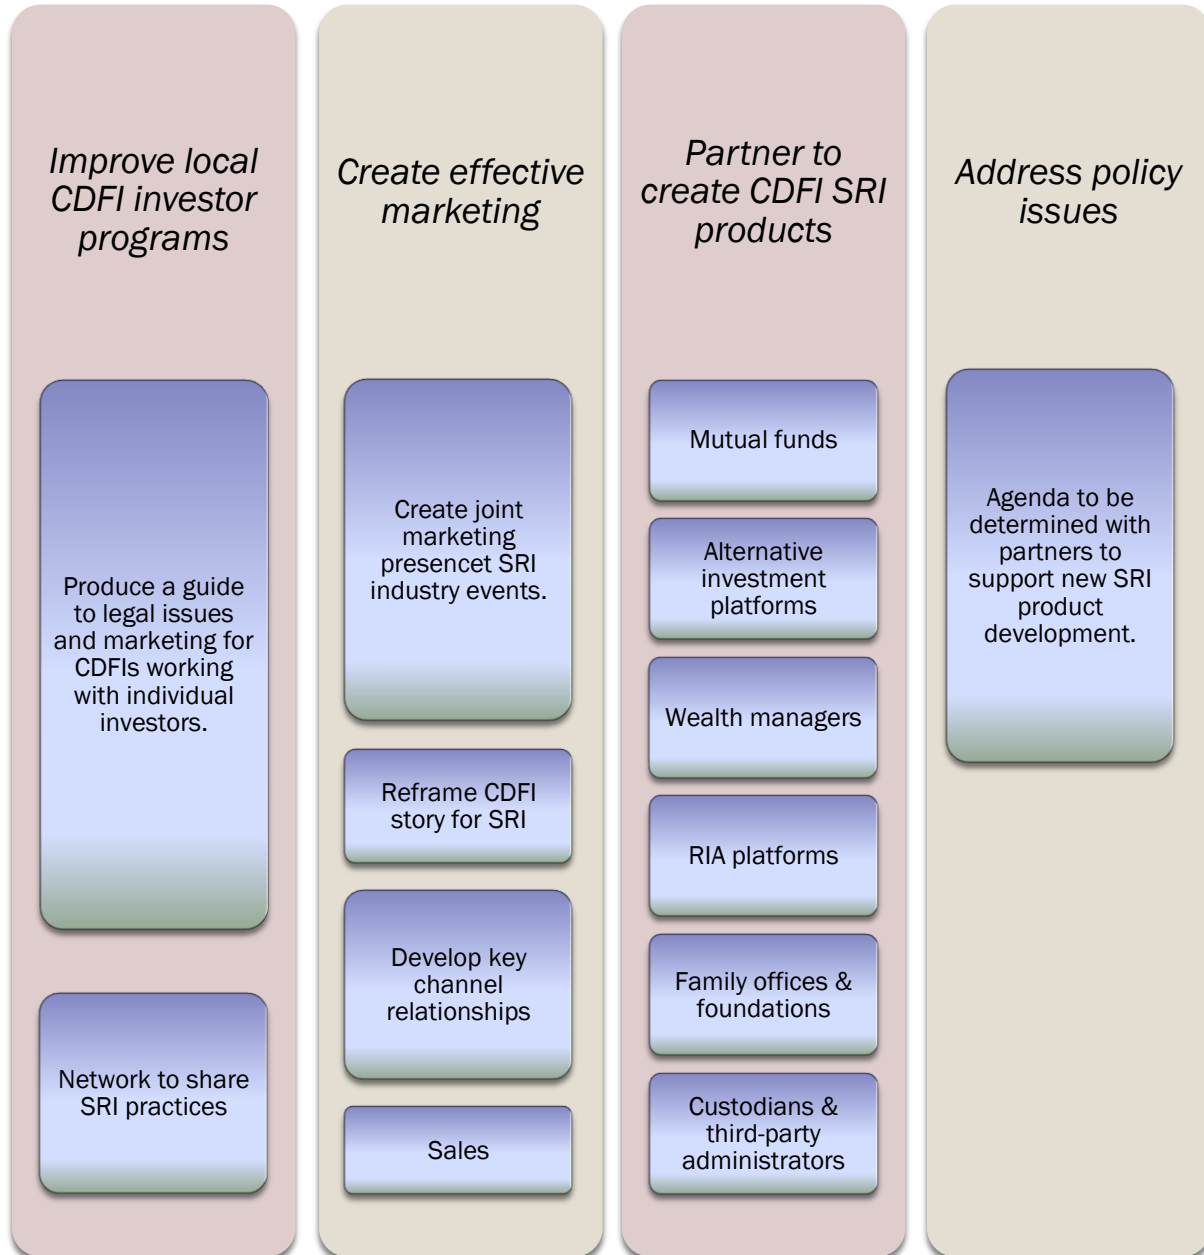 Improve local
CDFI investor
programs
Produce a guide
to legal issues
and marketing for
CDFIs working
with individual
investors.
Network to share
SRI practices
Create effective
marketing
Create joint
marketing
presencet SRI
industry events.
Reframe CDFI
story for SRI
Develop key
channel
relationships
Sales
Partner to
create CDFI SRI
products
Mutual funds
Alternative
investment
platforms
Wealth managers
RIA platforms
Family offices &
foundations
Custodians &
third-party
administrators
Address policy
issues
Agenda to be
determined with
partners to
support new SRI
product
development.